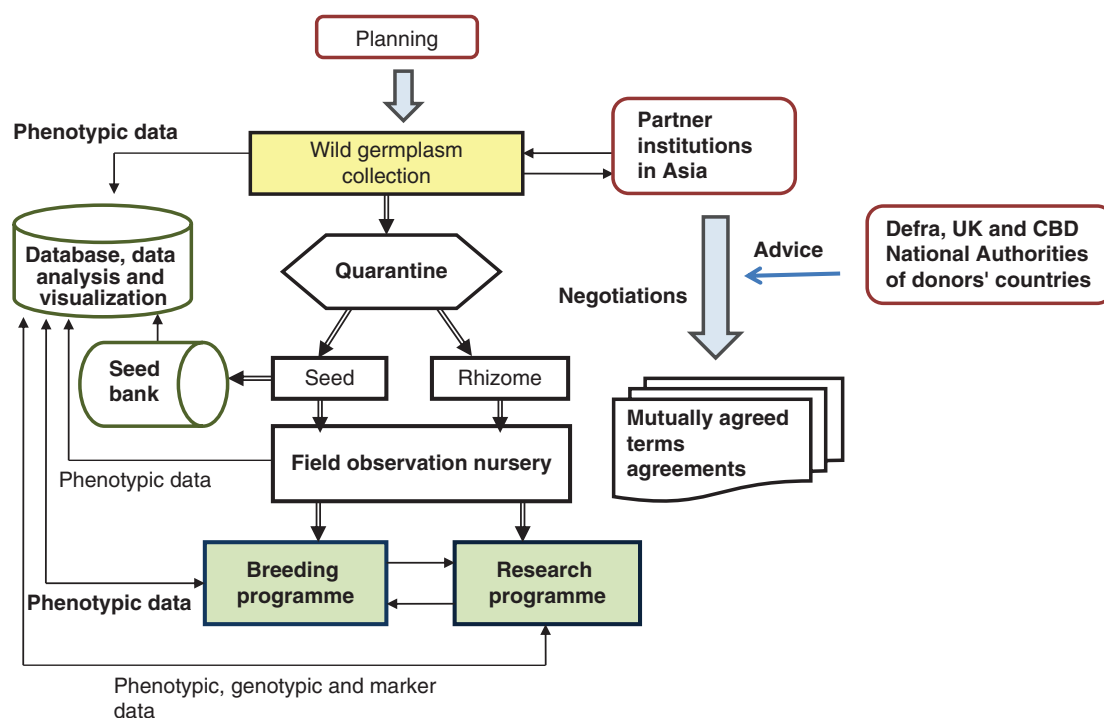 Planning
Phenotypic data
Wild germplasm
collection
Partner
institutions
in Asia
Defra, UK and CBD
National Authorities
of donors' countries
Advice
Negotiations
Database, data
analysis and
visualization
Quarantine
Seed
bank
Seed
Rhizome
Mutually agreed
terms
agreements
Field observation nursery
Phenotypic data
Breeding
programme
Research
programme
Phenotypic data
Phenotypic, genotypic and marker
data